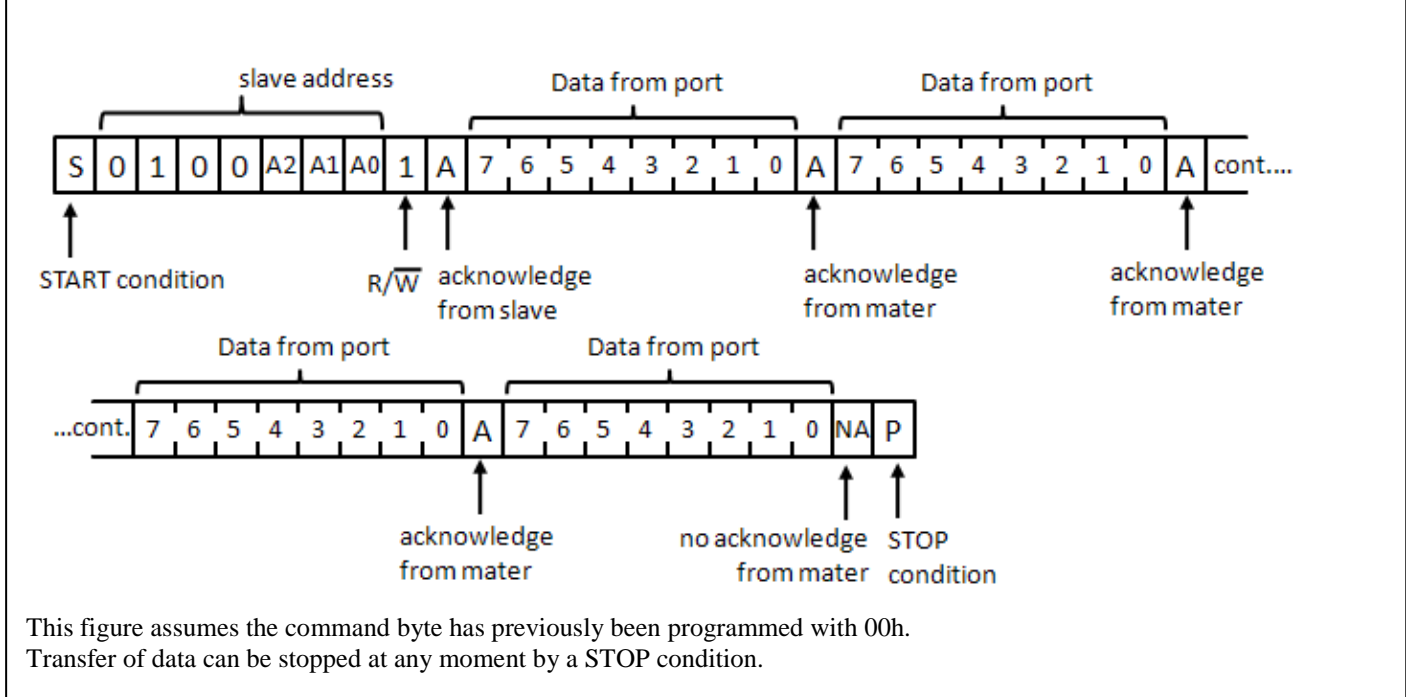 slave address Data from port Data from port
S 0 1 0 0 A2 A1 A0 1 A 7 6 5 4 3 2 1 0 A 7 6 5 4 3 2 1 0 A cont....
START condition R/W̅ acknowledge from slave acknowledge from mater acknowledge from mater
Data from port Data from port
...cont. 7 6 5 4 3 2 1 0 A 7 6 5 4 3 2 1 0 NA P
acknowledge from mater no acknowledge from mater STOP condition
This figure assumes the command byte has previously been programmed with 00h.
Transfer of data can be stopped at any moment by a STOP condition.